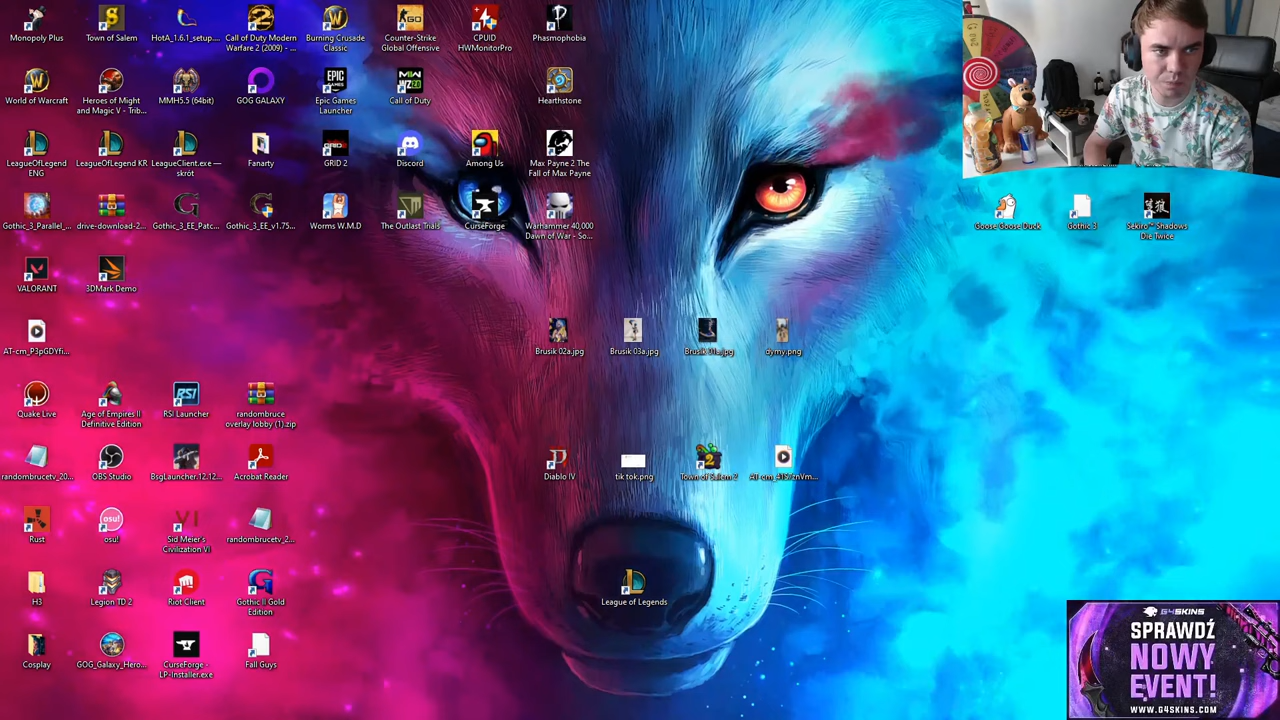 Monopoly Plus
Town of Salem
HotA_1.6.1_setup....
Call of Duty Modern
Warfare 2 (2009) - ...
Burning Crusade
Classic
Counter-Strike
Global Offensive
CPUID
HWMonitorPro
Phasmophobia
World of Warcraft
Heroes of Might
and Magic V - Trib...
MMH5.5 (64bit)
GOG GALAXY
Epic Games
Launcher
Call of Duty
Hearthstone
LeagueOfLegend
ENG
LeagueOfLegend KR
LeagueClient.exe —
skrót
Fanarty
GRID 2
Discord
Among Us
Max Payne 2 The
Fall of Max Payne
Gothic_3_Parallel_...
drive-download-2...
Gothic_3_EE_Patc...
Gothic_3_EE_v1.75...
Worms W.M.D
The Outlast Trials
CurseForge
Warhammer 40,000
Dawn of War - So...
Goose Goose Duck
Gothic 3
Sekiro™ Shadows
Die Twice
VALORANT
3DMark Demo
AT-cm_P3pGDYfi...
Brusik 02a.jpg
Brusik 03a.jpg
Brusik 01a.jpg
dymy.png
Quake Live
Age of Empires II
Definitive Edition
RSI Launcher
randombruce
overlay lobby (1).zip
randombrucetv_20...
OBS Studio
BsgLauncher.12.12...
Acrobat Reader
Diablo IV
tik tok.png
Town of Salem 2
Rust
osu!
Sid Meier's
Civilization VI
randombrucetv_2...
H3
Legion TD 2
Riot Client
Gothic II Gold
Edition
League of Legends
Cosplay
GOG_Galaxy_Hero...
CurseForge -
LP-Installer.exe
Fall Guys
G4SKINS
SPRAWDŹ
NOWY
EVENT!
WWW.G4SKINS.COM